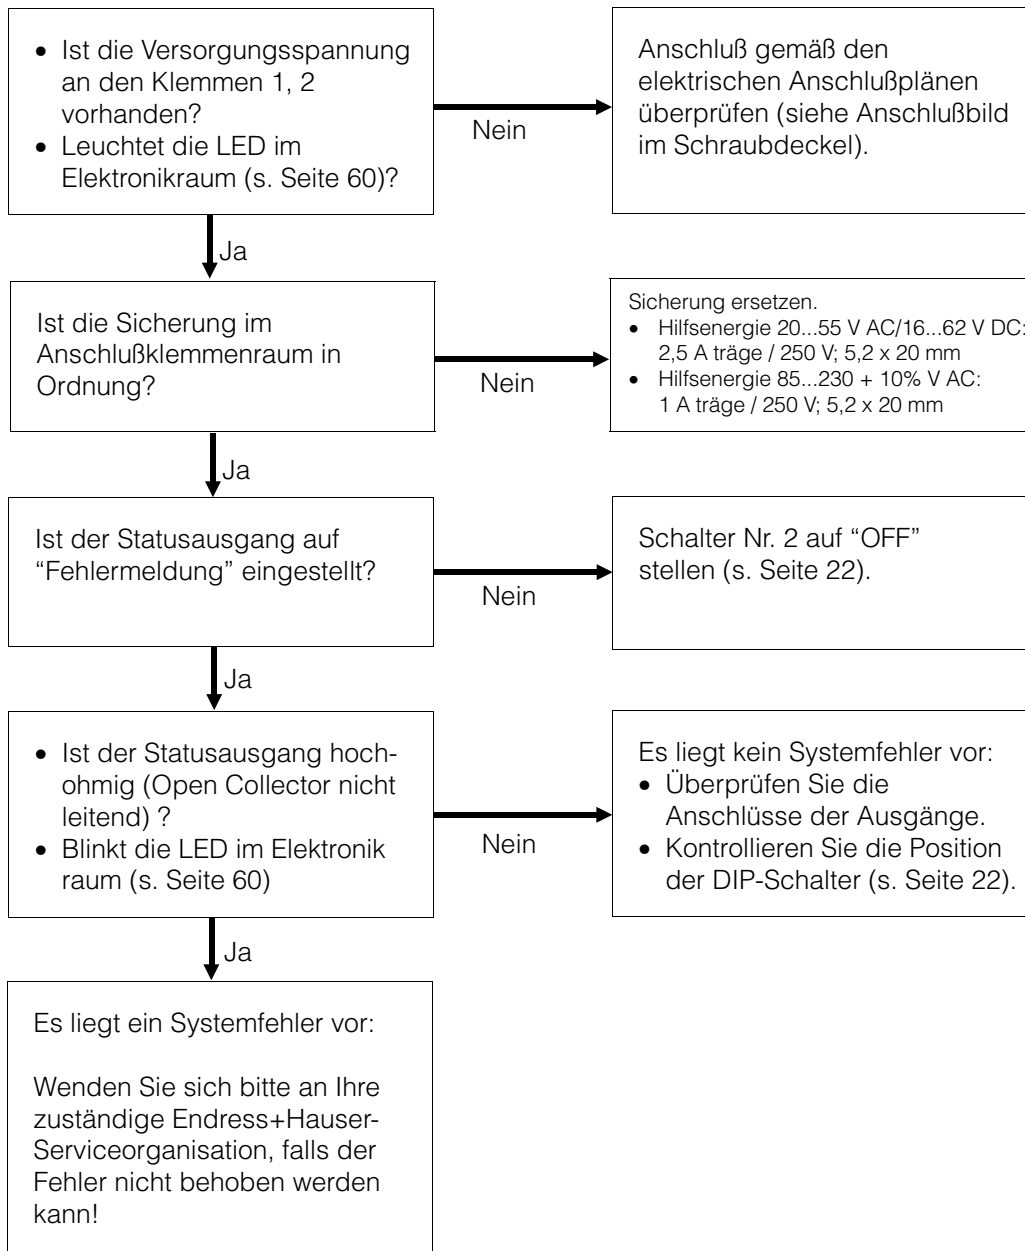 • Ist die Versorgungsspannung
an den Klemmen 1, 2
vorhanden?
• Leuchtet die LED im
Elektronikraum (s. Seite 60)?
Nein
Anschluß gemäß den
elektrischen Anschlußplänen
überprüfen (siehe Anschlußbild
im Schraubdeckel).
Ja
Ist die Sicherung im
Anschlußklemmenraum in
Ordnung?
Nein
Sicherung ersetzen.
• Hilfsenergie 20...55 V AC/16...62 V DC:
2,5 A träge / 250 V; 5,2 x 20 mm
• Hilfsenergie 85...230 + 10% V AC:
1 A träge / 250 V; 5,2 x 20 mm
Ja
Ist der Statusausgang auf
“Fehlermeldung” eingestellt?
Nein
Schalter Nr. 2 auf “OFF”
stellen (s. Seite 22).
Ja
• Ist der Statusausgang hoch-
ohmig (Open Collector nicht
leitend) ?
• Blinkt die LED im Elektronik
raum (s. Seite 60)
Nein
Es liegt kein Systemfehler vor:
• Überprüfen Sie die
Anschlüsse der Ausgänge.
• Kontrollieren Sie die Position
der DIP-Schalter (s. Seite 22).
Ja
Es liegt ein Systemfehler vor:
Wenden Sie sich bitte an Ihre
zuständige Endress+Hauser-
Serviceorganisation, falls der
Fehler nicht behoben werden
kann!